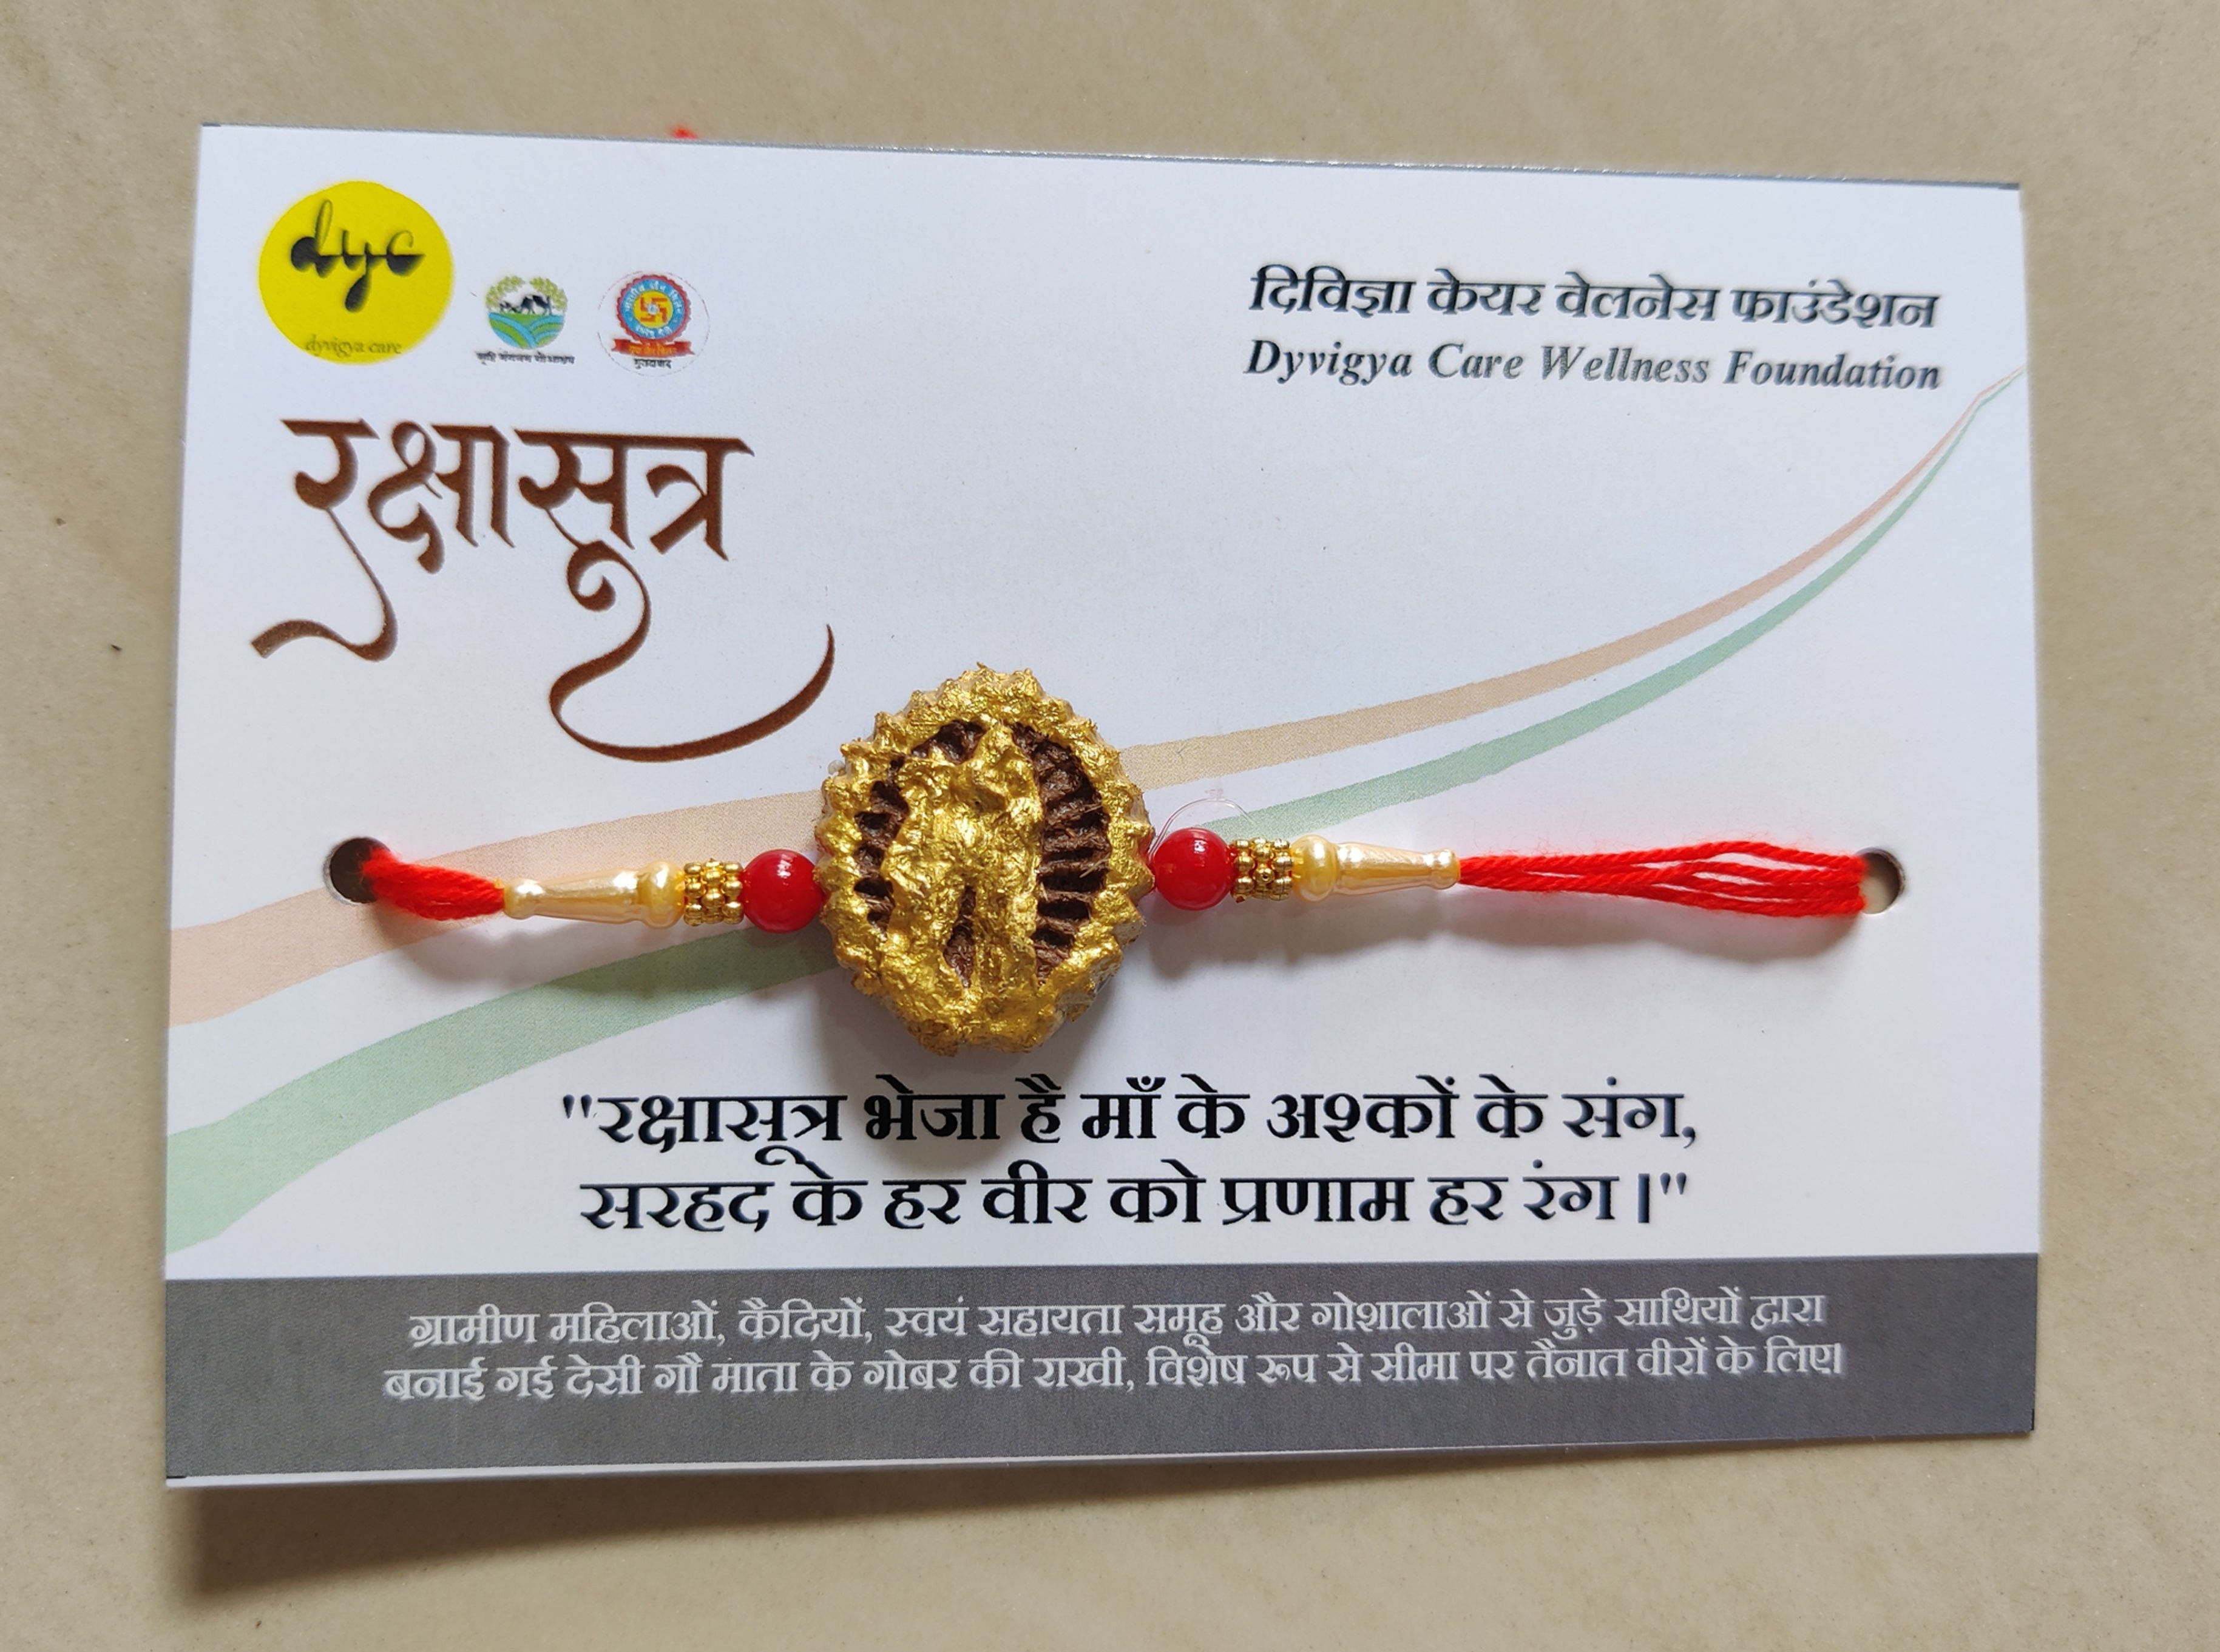 dyc
dyvigya care
दिविज्ञा केयर वेलनेस फाउंडेशन
Dyvigya Care Wellness Foundation
मुरादाबाद
रक्षासूत्र
"रक्षासूत्र भेजा है माँ के अश्कों के संग,
सरहद के हर वीर को प्रणाम हर रंग।"
ग्रामीण महिलाओं, कैदियों, स्वयं सहायता समूह और गोशालाओं से जुड़े साथियों द्वारा
बनाई गई देसी गौ माता के गोबर की राखी, विशेष रूप से सीमा पर तैनात वीरों के लिए।